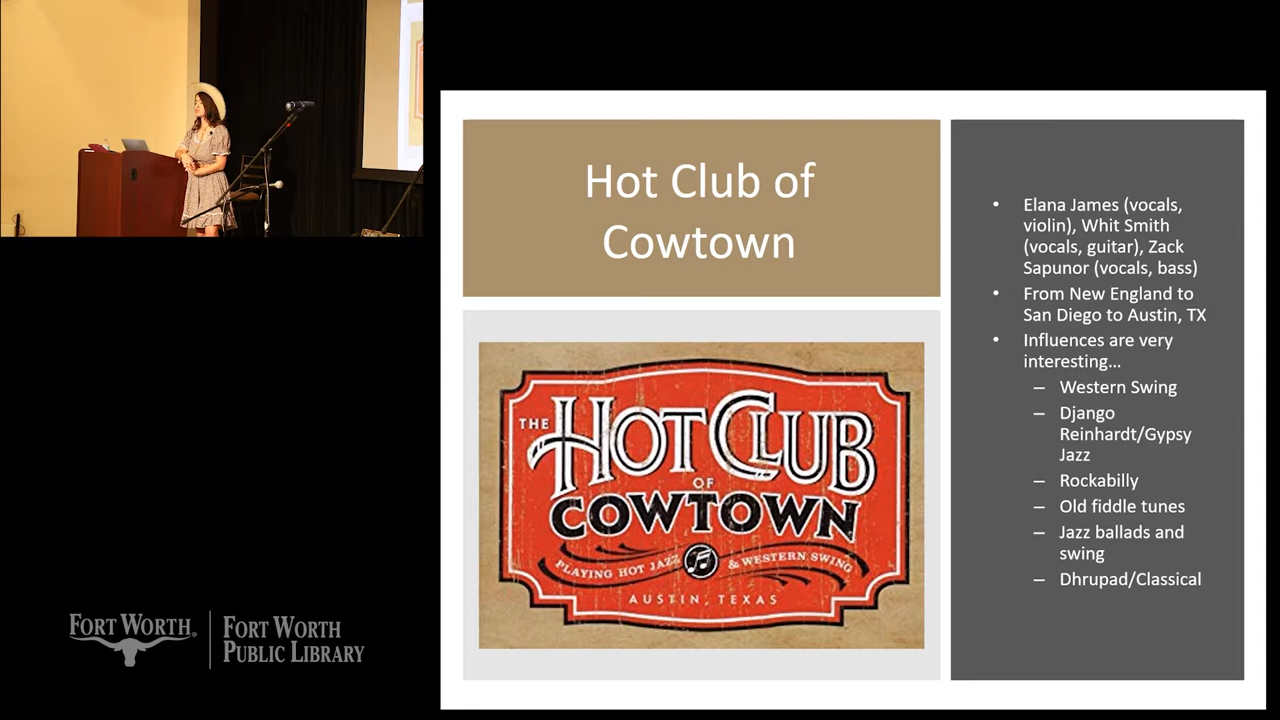 Hot Club of
Cowtown
THE
HOT CLUB
OF
COWTOWN
PLAYING HOT JAZZ & WESTERN SWING
AUSTIN, TEXAS
• Elana James (vocals,
violin), Whit Smith
(vocals, guitar), Zack
Sapunor (vocals, bass)
• From New England to
San Diego to Austin, TX
• Influences are very
interesting…
– Western Swing
– Django
Reinhardt/Gypsy
Jazz
– Rockabilly
– Old fiddle tunes
– Jazz ballads and
swing
– Dhrupad/Classical
FORT WORTH®
FORT WORTH
PUBLIC LIBRARY